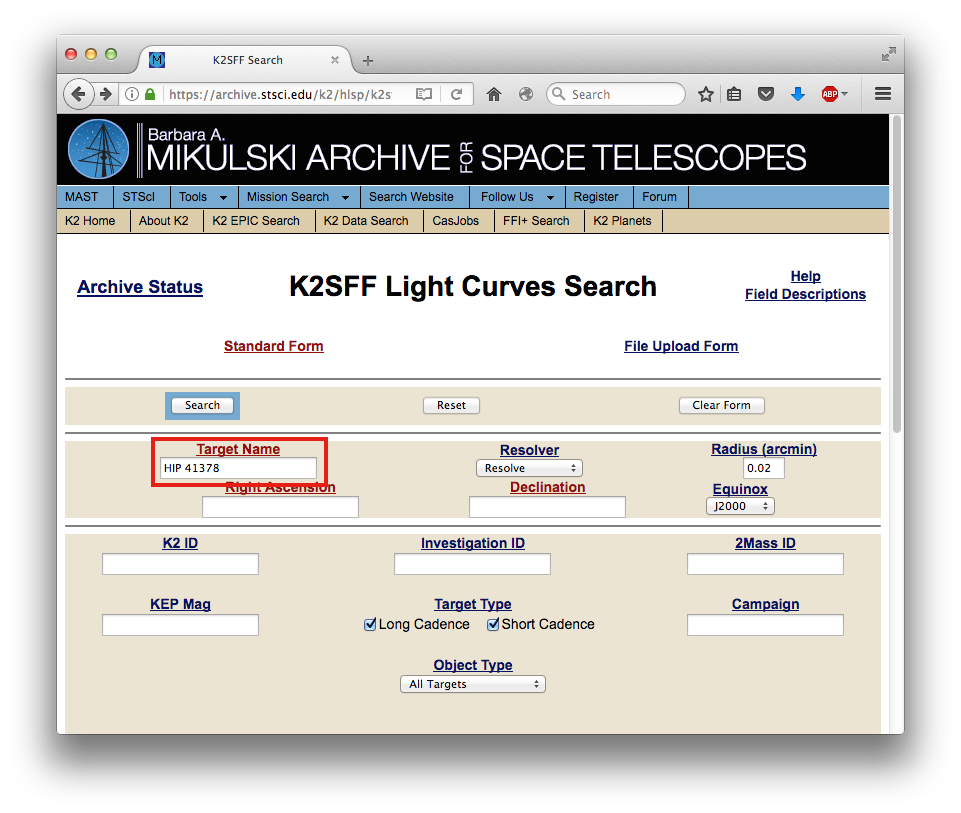 K2SFF Search
https://archive.stsci.edu/k2/hlsp/k2s
Search
ABP
M
Barbara A.
MIKULSKI ARCHIVE FOR SPACE TELESCOPES
MAST STScI Tools Mission Search Search Website Follow Us Register Forum
K2 Home About K2 K2 EPIC Search K2 Data Search CasJobs FFI+ Search K2 Planets
Archive Status K2SFF Light Curves Search Help
Field Descriptions
Standard Form File Upload Form
Search Reset Clear Form
Target Name Resolver Radius (arcmin)
HIP 41378 Resolve 0.02
Right Ascension Declination Equinox
J2000
K2 ID Investigation ID 2Mass ID
KEP Mag Target Type Campaign
Long Cadence Short Cadence
Object Type
All Targets